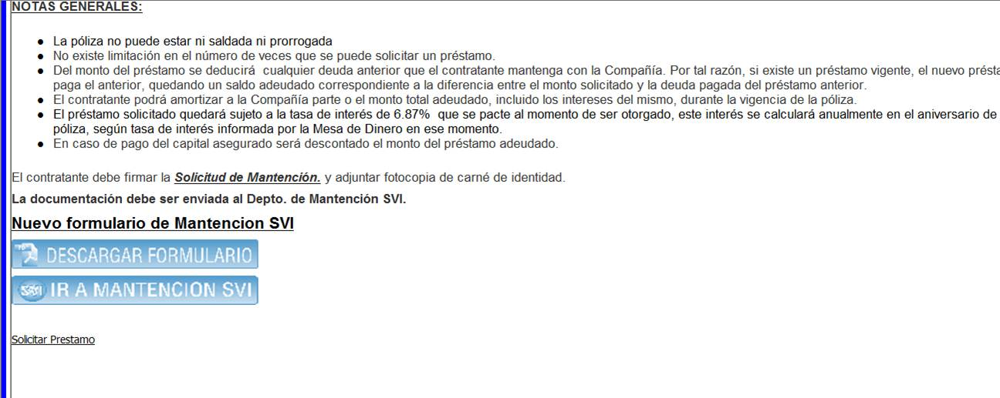 NOTAS GENERALES:
● La póliza no puede estar ni saldada ni prorrogada
● No existe limitación en el número de veces que se puede solicitar un préstamo.
● Del monto del préstamo se deducirá  cualquier deuda anterior que el contratante mantenga con la Compañía. Por tal razón, si existe un préstamo vigente, el nuevo présta
paga el anterior, quedando un saldo adeudado correspondiente a la diferencia entre el monto solicitado y la deuda pagada del préstamo anterior.
● El contratante podrá amortizar a la Compañía parte o el monto total adeudado, incluido los intereses del mismo, durante la vigencia de la póliza.
● El préstamo solicitado quedará sujeto a la tasa de interés de 6.87%  que se pacte al momento de ser otorgado, este interés se calculará anualmente en el aniversario de
póliza, según tasa de interés informada por la Mesa de Dinero en ese momento.
● En caso de pago del capital asegurado será descontado el monto del préstamo adeudado.
El contratante debe firmar la Solicitud de Mantención. y adjuntar fotocopia de carné de identidad.
La documentación debe ser enviada al Depto. de Mantención SVI.
Nuevo formulario de Mantencion SVI
DESCARGAR FORMULARIO
IR A MANTENCION SVI
Solicitar Prestamo